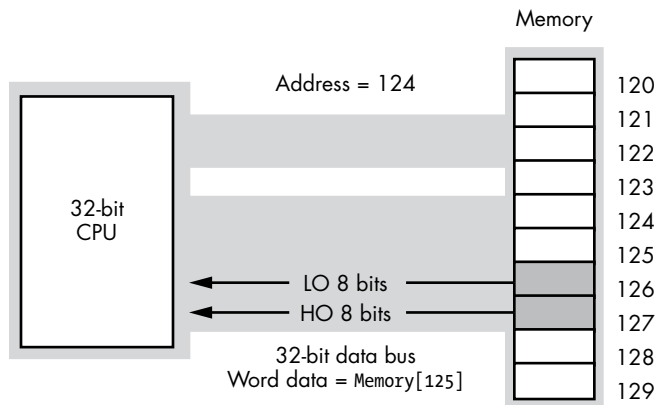 Memory
Address = 124
120
121
122
123
124
125
126
127
128
129
32-bit
CPU
LO 8 bits
HO 8 bits
32-bit data bus
Word data = Memory[125]